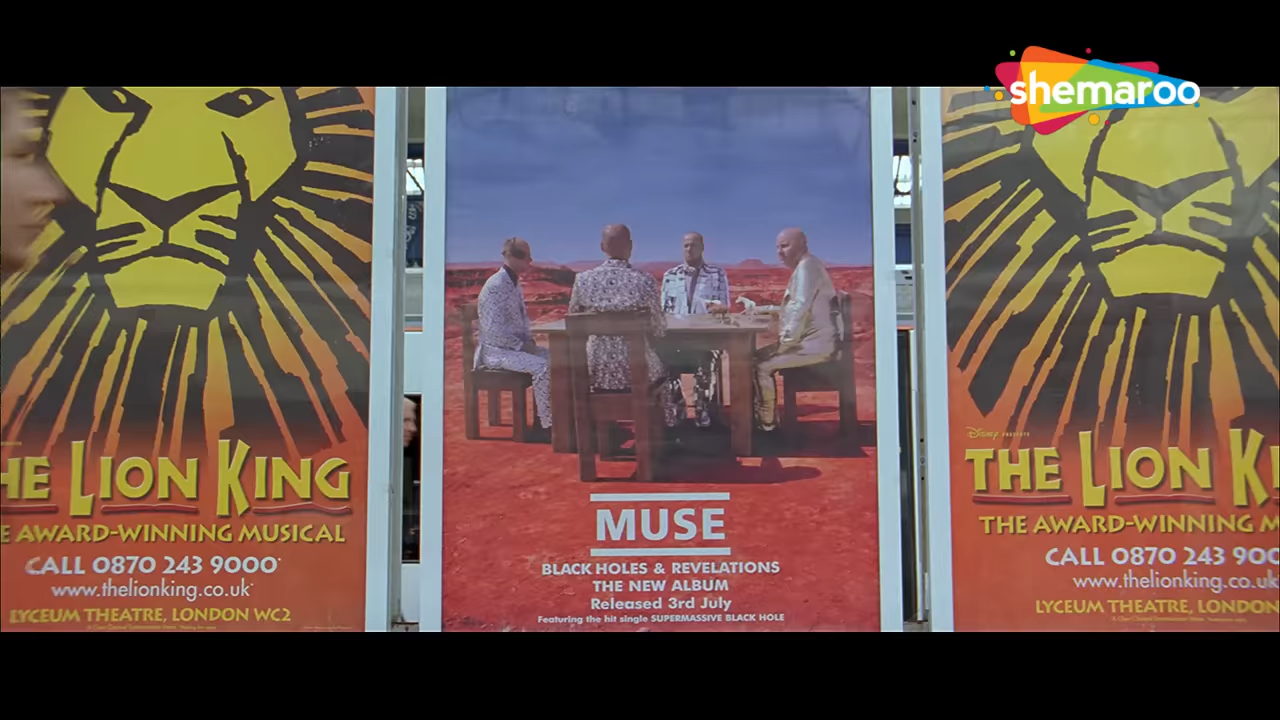 shemaroo
HE LION KING
E AWARD-WINNING MUSICAL
CALL 0870 243 9000*
www.thelionking.co.uk*
LYCEUM THEATRE, LONDON WC2
MUSE
BLACK HOLES & REVELATIONS
THE NEW ALBUM
Released 3rd July
Featuring the hit single SUPERMASSIVE BLACK HOLE
Disney PRESENTS
THE LION KI
THE AWARD-WINNING M
CALL 0870 243 900
www.thelionking.co.uk
LYCEUM THEATRE, LONDON